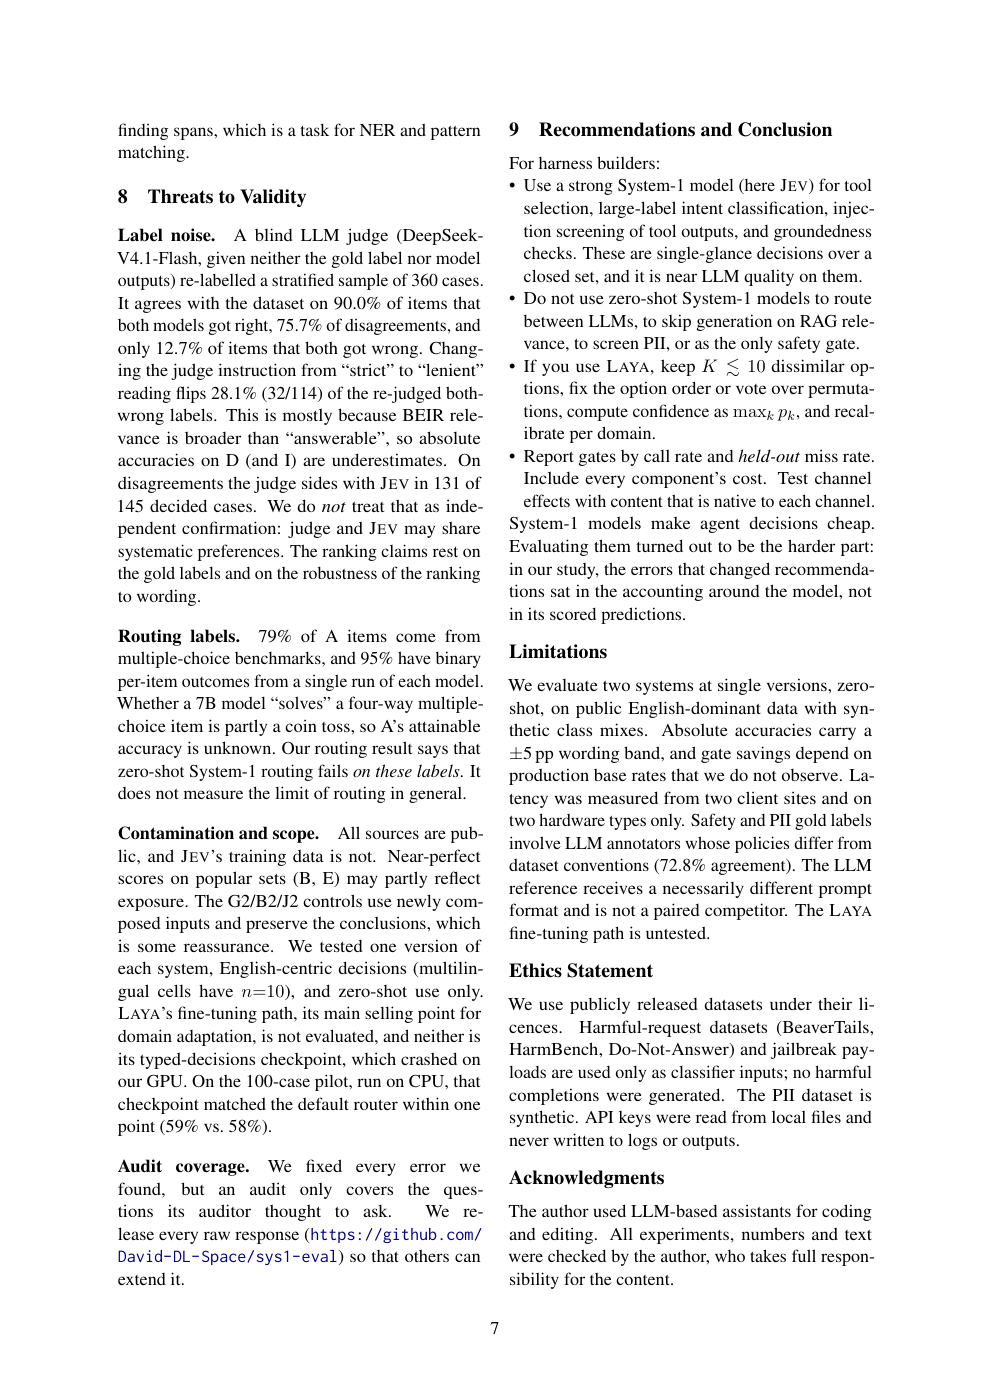 finding spans, which is a task for NER and pattern
matching.
8 Threats to Validity
Label noise. A blind LLM judge (DeepSeek-
V4.1-Flash, given neither the gold label nor model
outputs) re-labelled a stratified sample of 360 cases.
It agrees with the dataset on 90.0% of items that
both models got right, 75.7% of disagreements, and
only 12.7% of items that both got wrong. Chang-
ing the judge instruction from “strict” to “lenient”
reading flips 28.1% (32/114) of the re-judged both-
wrong labels. This is mostly because BEIR rele-
vance is broader than “answerable”, so absolute
accuracies on D (and I) are underestimates. On
disagreements the judge sides with JEV in 131 of
145 decided cases. We do not treat that as inde-
pendent confirmation: judge and JEV may share
systematic preferences. The ranking claims rest on
the gold labels and on the robustness of the ranking
to wording.
Routing labels. 79% of A items come from
multiple-choice benchmarks, and 95% have binary
per-item outcomes from a single run of each model.
Whether a 7B model “solves” a four-way multiple-
choice item is partly a coin toss, so A’s attainable
accuracy is unknown. Our routing result says that
zero-shot System-1 routing fails on these labels. It
does not measure the limit of routing in general.
Contamination and scope. All sources are pub-
lic, and JEV’s training data is not. Near-perfect
scores on popular sets (B, E) may partly reflect
exposure. The G2/B2/J2 controls use newly com-
posed inputs and preserve the conclusions, which
is some reassurance. We tested one version of
each system, English-centric decisions (multilin-
gual cells have n=10), and zero-shot use only.
LAYA’s fine-tuning path, its main selling point for
domain adaptation, is not evaluated, and neither is
its typed-decisions checkpoint, which crashed on
our GPU. On the 100-case pilot, run on CPU, that
checkpoint matched the default router within one
point (59% vs. 58%).
Audit coverage. We fixed every error we
found, but an audit only covers the ques-
tions its auditor thought to ask. We re-
lease every raw response (https://github.com/
David-DL-Space/sys1-eval) so that others can
extend it.
9 Recommendations and Conclusion
For harness builders:
• Use a strong System-1 model (here JEV) for tool
selection, large-label intent classification, injec-
tion screening of tool outputs, and groundedness
checks. These are single-glance decisions over a
closed set, and it is near LLM quality on them.
• Do not use zero-shot System-1 models to route
between LLMs, to skip generation on RAG rele-
vance, to screen PII, or as the only safety gate.
• If you use LAYA, keep K ≲ 10 dissimilar op-
tions, fix the option order or vote over permuta-
tions, compute confidence as maxₖ pₖ, and recal-
ibrate per domain.
• Report gates by call rate and held-out miss rate.
Include every component’s cost. Test channel
effects with content that is native to each channel.
System-1 models make agent decisions cheap.
Evaluating them turned out to be the harder part:
in our study, the errors that changed recommenda-
tions sat in the accounting around the model, not
in its scored predictions.
Limitations
We evaluate two systems at single versions, zero-
shot, on public English-dominant data with syn-
thetic class mixes. Absolute accuracies carry a
±5 pp wording band, and gate savings depend on
production base rates that we do not observe. La-
tency was measured from two client sites and on
two hardware types only. Safety and PII gold labels
involve LLM annotators whose policies differ from
dataset conventions (72.8% agreement). The LLM
reference receives a necessarily different prompt
format and is not a paired competitor. The LAYA
fine-tuning path is untested.
Ethics Statement
We use publicly released datasets under their li-
cences. Harmful-request datasets (BeaverTails,
HarmBench, Do-Not-Answer) and jailbreak pay-
loads are used only as classifier inputs; no harmful
completions were generated. The PII dataset is
synthetic. API keys were read from local files and
never written to logs or outputs.
Acknowledgments
The author used LLM-based assistants for coding
and editing. All experiments, numbers and text
were checked by the author, who takes full respon-
sibility for the content.
7